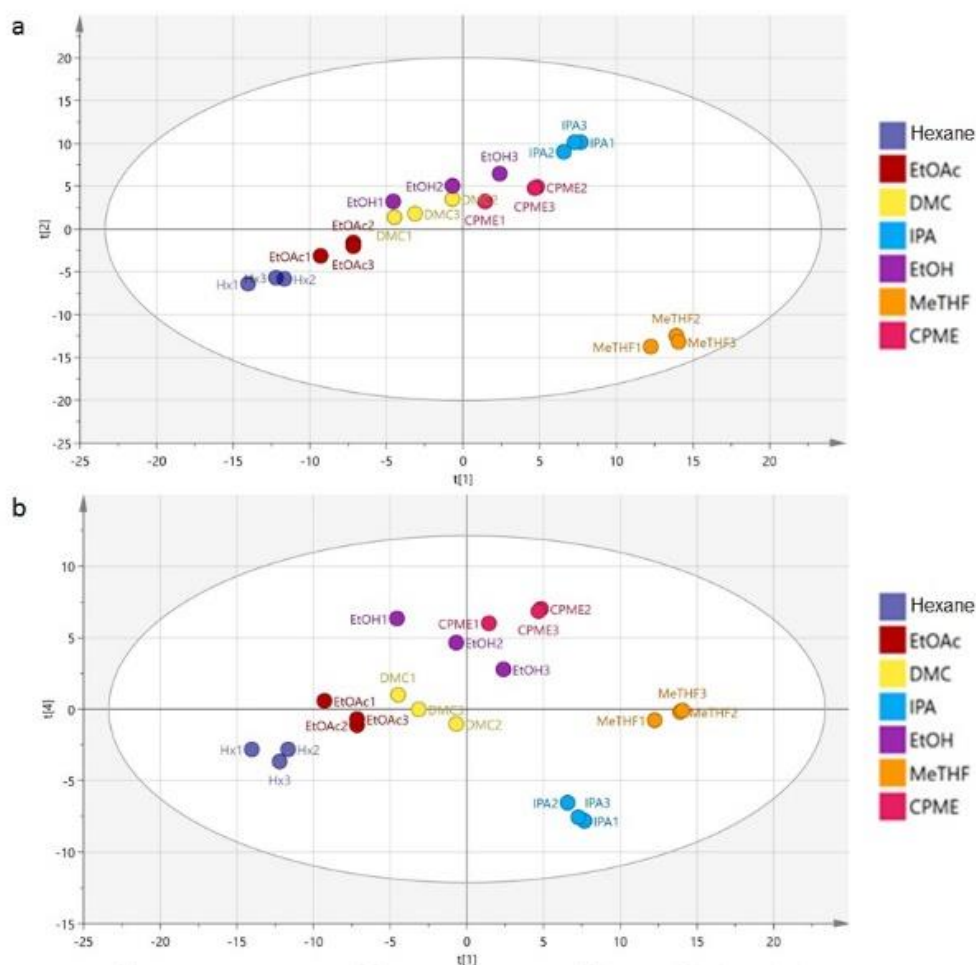 a
20
15
10
5
0
-5
-10
-15
-20
-25
t[2]
-25
-20
-15
-10
-5
0
5
10
15
20
t[1]
IPA3
IPA2
IPA1
EtOH3
EtOH2
EtOH1
CPME2
CPME3
CPME1
DMC3
DMC1
EtOAc2
EtOAc1
EtOAc3
Hx1
Hx3
Hx2
MeTHF2
MeTHF1
MeTHF3
Hexane
EtOAc
DMC
IPA
EtOH
MeTHF
CPME
b
10
5
0
-5
-10
-15
t[4]
-25
-20
-15
-10
-5
0
5
10
15
20
t[1]
EtOH1
CPME1
CPME2
CPME3
EtOH2
EtOH3
DMC1
DMC2
EtOAc1
EtOAc3
EtOAc2
Hx1
Hx2
Hx3
MeTHF3
MeTHF1
MeTHF2
IPA2
IPA3
IPA1
Hexane
EtOAc
DMC
IPA
EtOH
MeTHF
CPME